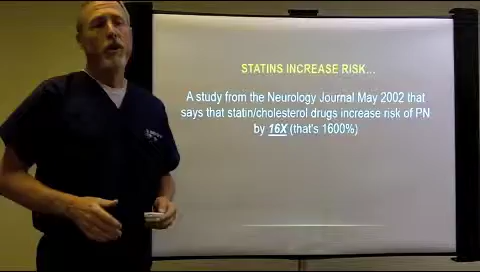 STATINS INCREASE RISK...
A study from the Neurology Journal May 2002 that
says that statin/cholesterol drugs increase risk of PN
by 16X (that's 1600%)